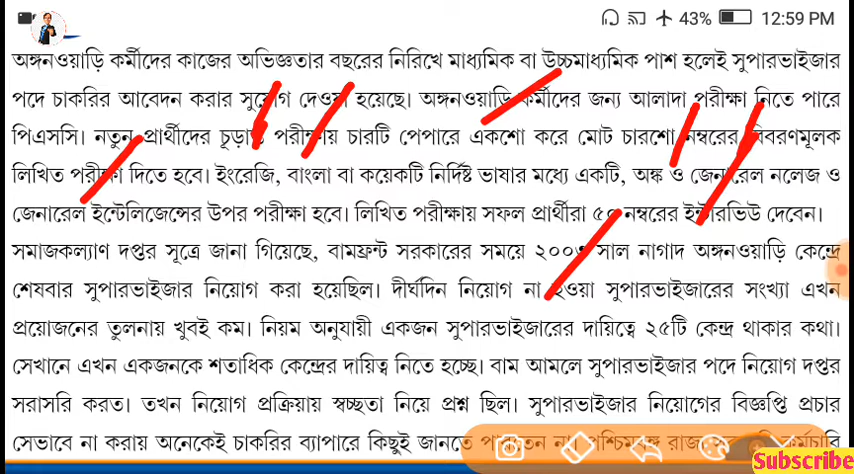 43% 12:59 PM
অঙ্গনওয়াড়ি কর্মীদের কাজের অভিজ্ঞতার বছরের নিরিখে মাধ্যমিক বা উচ্চমাধ্যমিক পাশ হলেই সুপারভাইজার
পদে চাকরির আবেদন করার সুযোগ দেওয়া হয়েছে। অঙ্গনওয়াড়ি কর্মীদের জন্য আলাদা পরীক্ষা নিতে পারে
পিএসসি। নতুন প্রার্থীদের চূড়ান্ত পরীক্ষায় চারটি পেপারে একশো করে মোট চারশো নম্বরের বিবরণমূলক
লিখিত পরীক্ষা দিতে হবে। ইংরেজি, বাংলা বা কয়েকটি নির্দিষ্ট ভাষার মধ্যে একটি, অঙ্ক ও জেনারেল নলেজ ও
জেনারেল ইন্টেলিজেন্সের উপর পরীক্ষা হবে। লিখিত পরীক্ষায় সফল প্রার্থীরা ৫০ নম্বরের ইন্টারভিউ দেবেন।
সমাজকল্যাণ দপ্তর সূত্রে জানা গিয়েছে, বামফ্রন্ট সরকারের সময়ে সাল নাগাদ অঙ্গনওয়াড়ি কেন্দ্রে
শেষবার সুপারভাইজার নিয়োগ করা হয়েছিল। দীর্ঘদিন নিয়োগ না হওয়া সুপারভাইজারের সংখ্যা এখন
প্রয়োজনের তুলনায় খুবই কম। নিয়ম অনুযায়ী একজন সুপারভাইজারের দায়িত্বে ২৫টি কেন্দ্র থাকার কথা।
সেখানে এখন একজনকে শতাধিক কেন্দ্রের দায়িত্ব নিতে হচ্ছে। বাম আমলে সুপারভাইজার পদে নিয়োগ দপ্তর
সরাসরি করত। তখন নিয়োগ প্রক্রিয়ায় স্বচ্ছতা নিয়ে প্রশ্ন ছিল। সুপারভাইজার নিয়োগের বিজ্ঞপ্তি প্রচার
সেভাবে না করায় অনেকেই চাকরির ব্যাপারে কিছুই জানতে পারতেন না। পশ্চিমবঙ্গ রাজ্য কর্মচারি
Subscribe